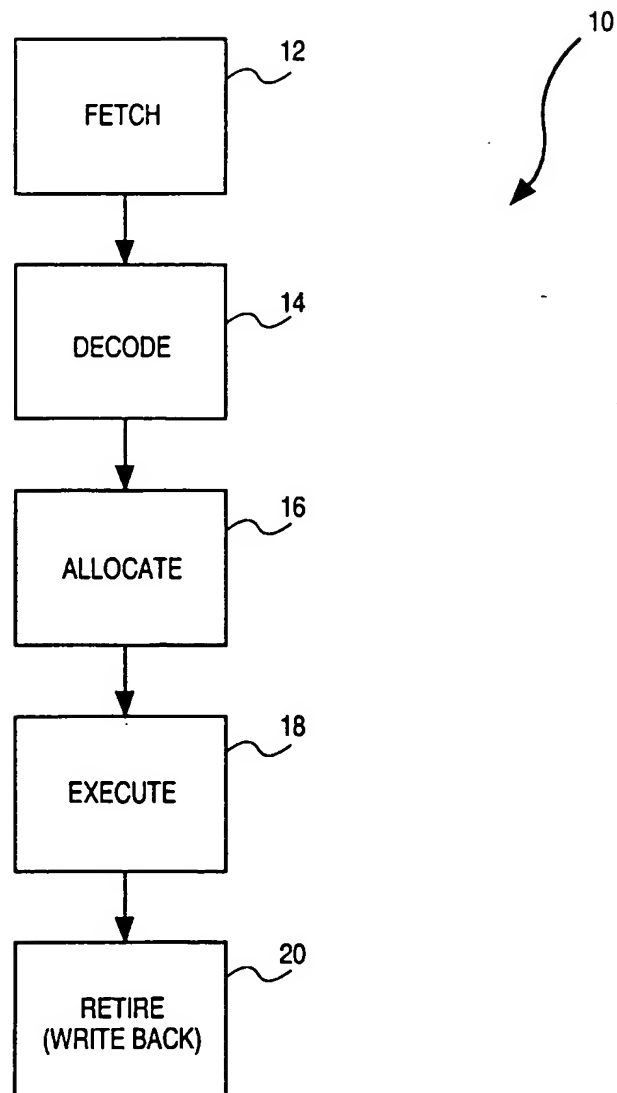 10
12
FETCH
14
DECODE
16
ALLOCATE
18
EXECUTE
20
RETIRE
(WRITE BACK)